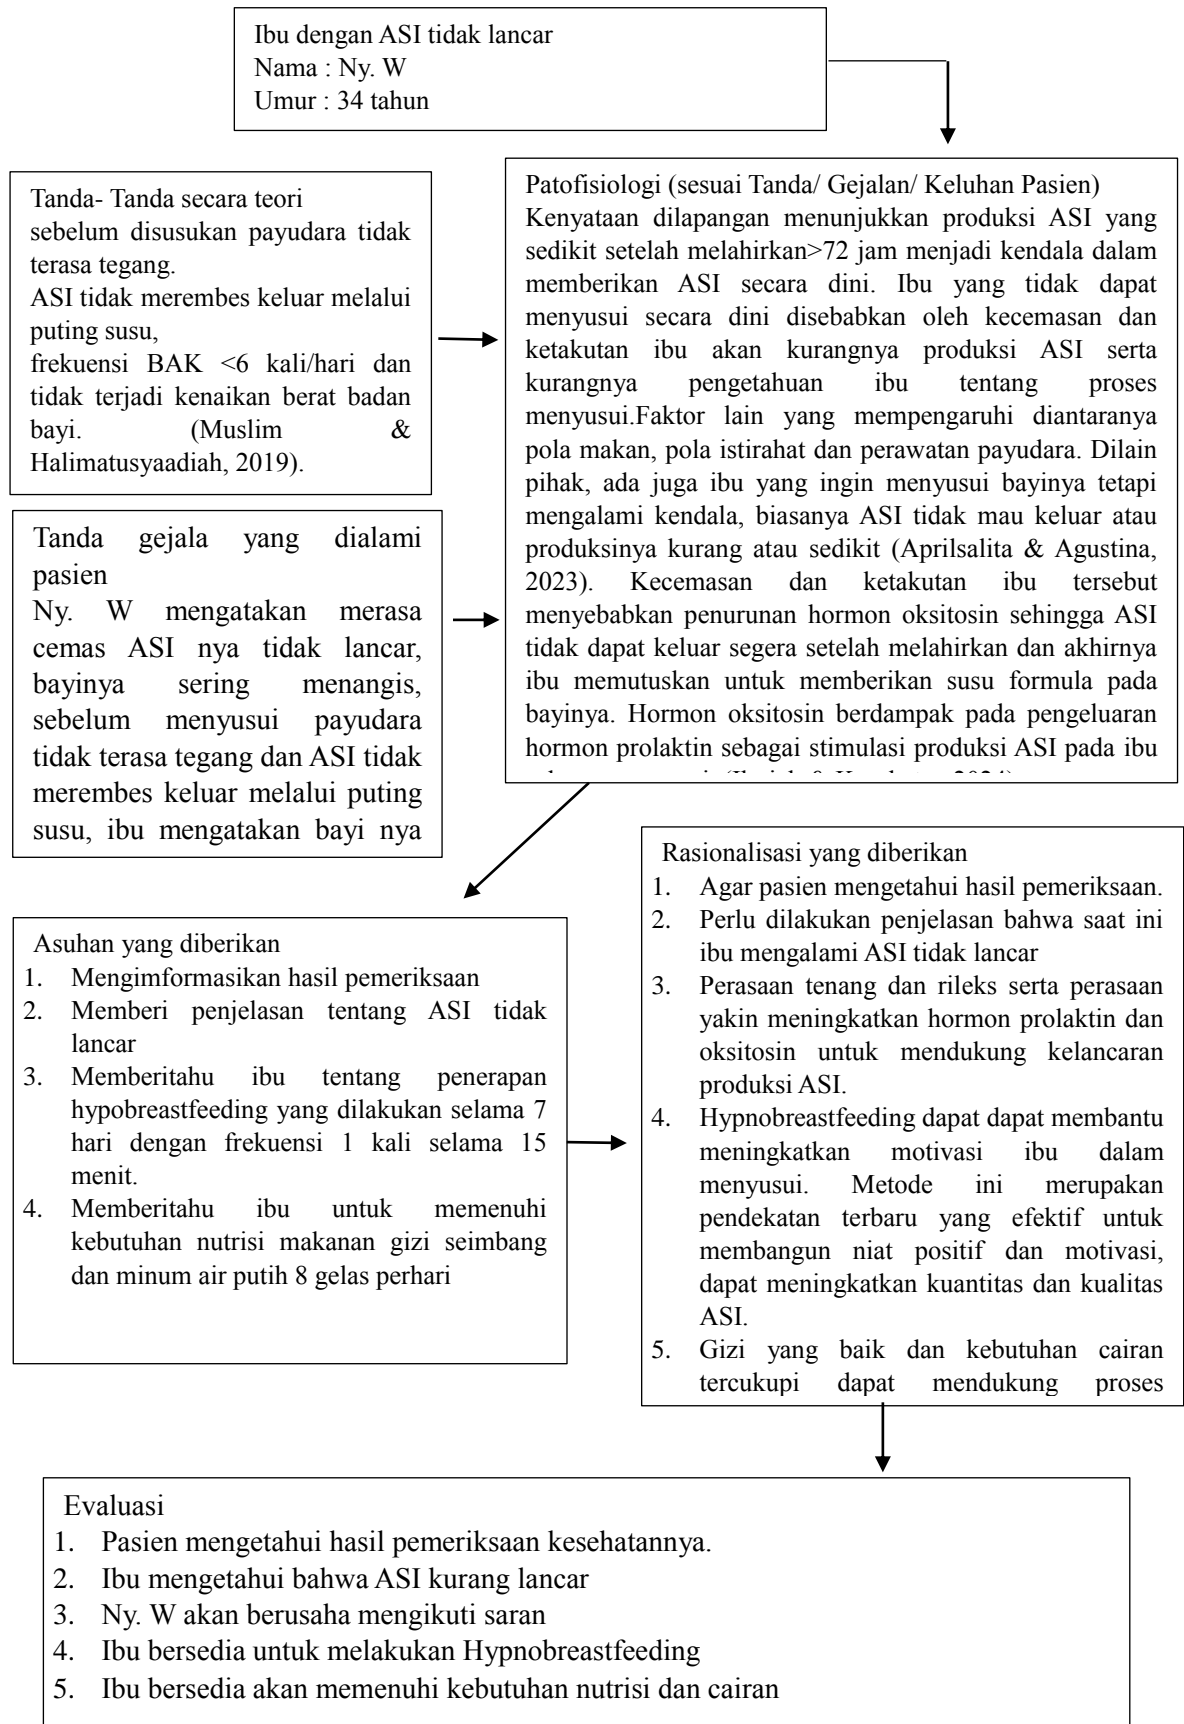 Ibu dengan ASI tidak lancar
Nama : Ny. W
Umur : 34 tahun
Tanda- Tanda secara teori
sebelum disusukan payudara tidak
terasa tegang.
ASI tidak merembes keluar melalui
puting susu,
frekuensi BAK <6 kali/hari dan
tidak terjadi kenaikan berat badan
bayi. (Muslim &
Halimatusyaadiah, 2019).
Patofisiologi (sesuai Tanda/ Gejalan/ Keluhan Pasien)
Kenyataan dilapangan menunjukkan produksi ASI yang
sedikit setelah melahirkan>72 jam menjadi kendala dalam
memberikan ASI secara dini. Ibu yang tidak dapat
menyusui secara dini disebabkan oleh kecemasan dan
ketakutan ibu akan kurangnya produksi ASI serta
kurangnya pengetahuan ibu tentang proses
menyusui.Faktor lain yang mempengaruhi diantaranya
pola makan, pola istirahat dan perawatan payudara. Dilain
pihak, ada juga ibu yang ingin menyusui bayinya tetapi
mengalami kendala, biasanya ASI tidak mau keluar atau
produksinya kurang atau sedikit (Aprilsalita & Agustina,
2023). Kecemasan dan ketakutan ibu tersebut
menyebabkan penurunan hormon oksitosin sehingga ASI
tidak dapat keluar segera setelah melahirkan dan akhirnya
ibu memutuskan untuk memberikan susu formula pada
bayinya. Hormon oksitosin berdampak pada pengeluaran
hormon prolaktin sebagai stimulasi produksi ASI pada ibu
Tanda gejala yang dialami
pasien
Ny. W mengatakan merasa
cemas ASI nya tidak lancar,
bayinya sering menangis,
sebelum menyusui payudara
tidak terasa tegang dan ASI tidak
merembes keluar melalui puting
susu, ibu mengatakan bayi nya
Asuhan yang diberikan
1. Mengimformasikan hasil pemeriksaan
2. Memberi penjelasan tentang ASI tidak
lancar
3. Memberitahu ibu tentang penerapan
hypobreastfeeding yang dilakukan selama 7
hari dengan frekuensi 1 kali selama 15
menit.
4. Memberitahu ibu untuk memenuhi
kebutuhan nutrisi makanan gizi seimbang
dan minum air putih 8 gelas perhari
Rasionalisasi yang diberikan
1. Agar pasien mengetahui hasil pemeriksaan.
2. Perlu dilakukan penjelasan bahwa saat ini
ibu mengalami ASI tidak lancar
3. Perasaan tenang dan rileks serta perasaan
yakin meningkatkan hormon prolaktin dan
oksitosin untuk mendukung kelancaran
produksi ASI.
4. Hypnobreastfeeding dapat dapat membantu
meningkatkan motivasi ibu dalam
menyusui. Metode ini merupakan
pendekatan terbaru yang efektif untuk
membangun niat positif dan motivasi,
dapat meningkatkan kuantitas dan kualitas
ASI.
5. Gizi yang baik dan kebutuhan cairan
tercukupi dapat mendukung proses
Evaluasi
1. Pasien mengetahui hasil pemeriksaan kesehatannya.
2. Ibu mengetahui bahwa ASI kurang lancar
3. Ny. W akan berusaha mengikuti saran
4. Ibu bersedia untuk melakukan Hypnobreastfeeding
5. Ibu bersedia akan memenuhi kebutuhan nutrisi dan cairan